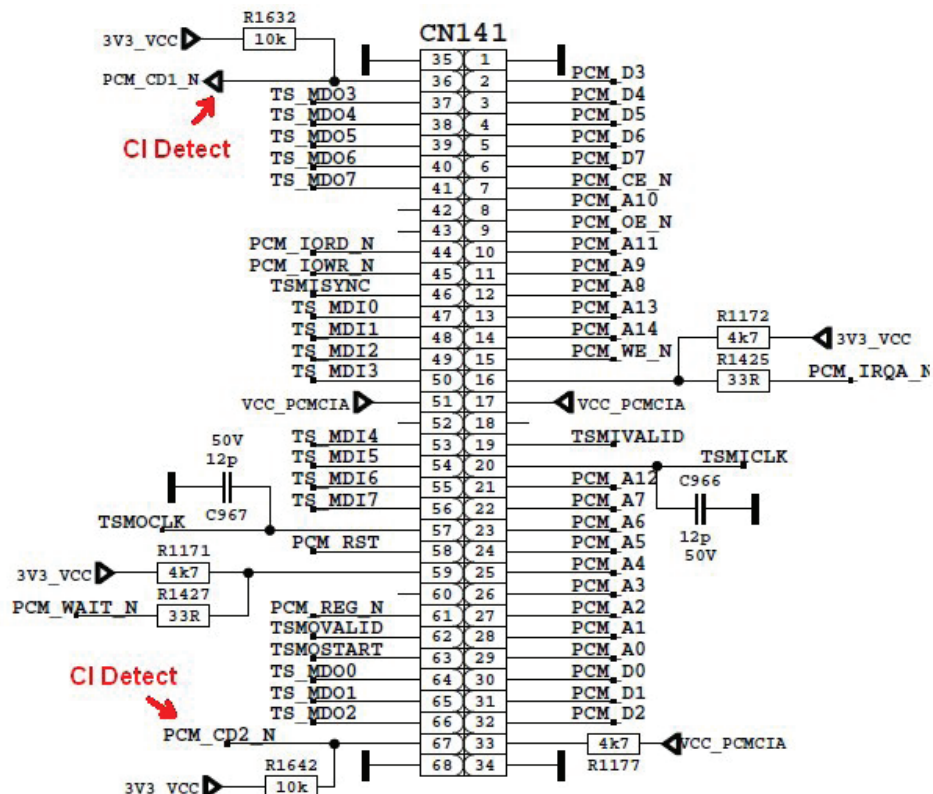 R1632
CN141
3V3_VCC
10k
35 1
PCM_CD1_N
36 2
PCM_D3
TS_MDO3
37 3
PCM_D4
CI Detect
TS_MDO4
38 4
PCM_D5
TS_MDO5
39 5
PCM_D6
TS_MDO6
40 6
PCM_D7
TS_MDO7
41 7
PCM_CE_N
42 8
PCM_A10
43 9
PCM_OE_N
PCM_IORD_N
44 10
PCM_A11
PCM_IOWR_N
45 11
PCM_A9
TSMISYNC
46 12
PCM_A8
TS_MDI0
47 13
PCM_A13
R1172
TS_MDI1
48 14
PCM_A14
4k7
3V3_VCC
TS_MDI2
49 15
PCM_WE_N
R1425
TS_MDI3
50 16
33R
PCM_IRQA_N
VCC_PCMCIA
51 17
VCC_PCMCIA
52 18
TS_MDI4
53 19
TSMIVALID
50V
12p
TS_MDI5
54 20
TSMICLK
TS_MDI6
55 21
PCM_A12
C966
TS_MDI7
56 22
PCM_A7
C967
TSMOCLK
57 23
PCM_A6
12p
50V
PCM_RST
58 24
PCM_A5
R1171
3V3_VCC
4k7
59 25
PCM_A4
R1427
60 26
PCM_A3
PCM_WAIT_N
33R
PCM_REG_N
61 27
PCM_A2
TSMOVALID
62 28
PCM_A1
TSMOSTART
63 29
PCM_A0
CI Detect
TS_MDO0
64 30
PCM_D0
TS_MDO1
65 31
PCM_D1
TS_MDO2
66 32
PCM_D2
PCM_CD2_N
67 33
4k7
VCC_PCMCIA
R1642
68 34
R1177
3V3_VCC
10k